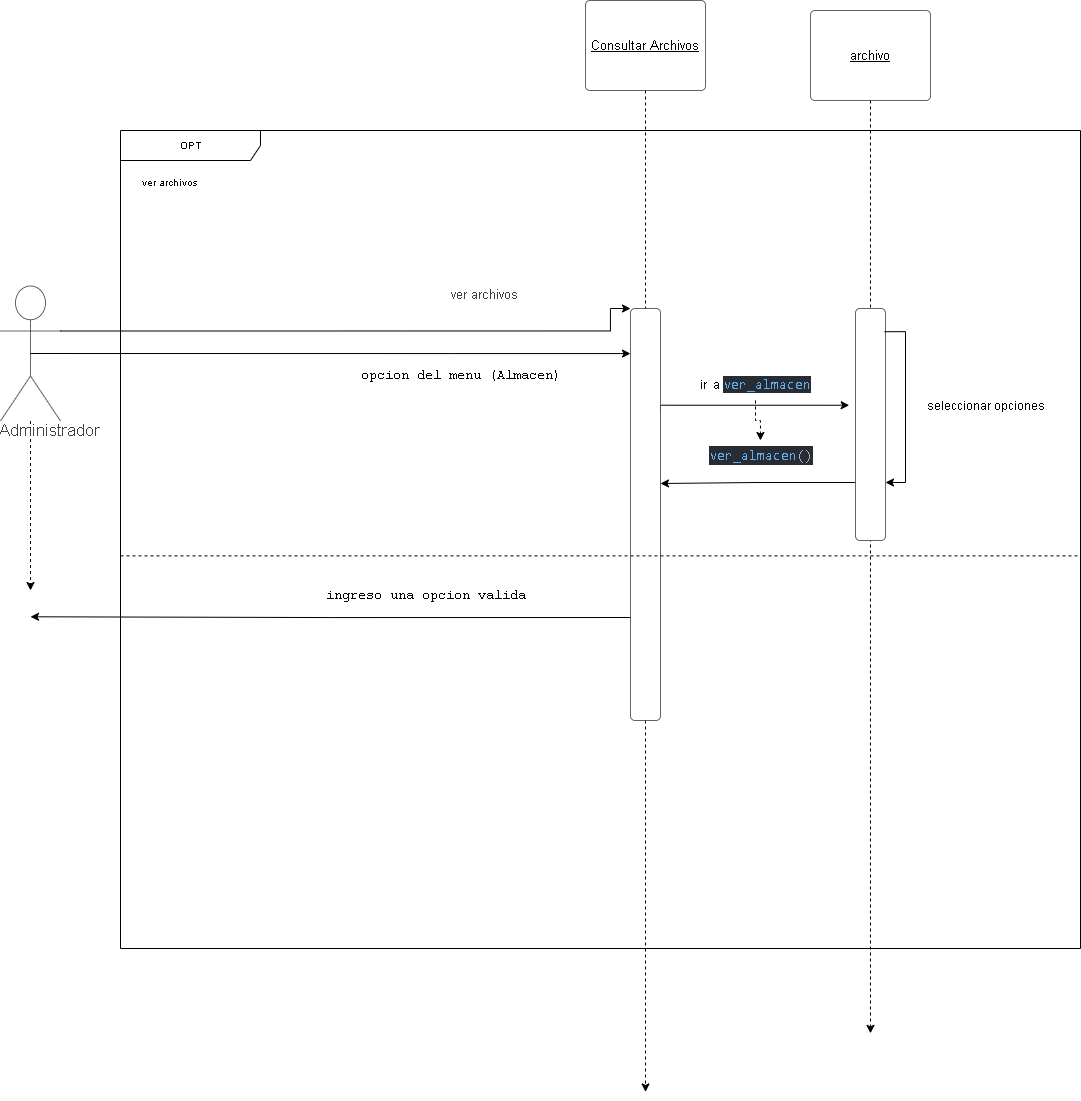 Consultar Archivos
archivo
OPT
ver archivos
ver archivos
opcion del menu (Almacen)
ir a ver_almacen
seleccionar opciones
Administrador
ver_almacen()
ingreso una opcion valida